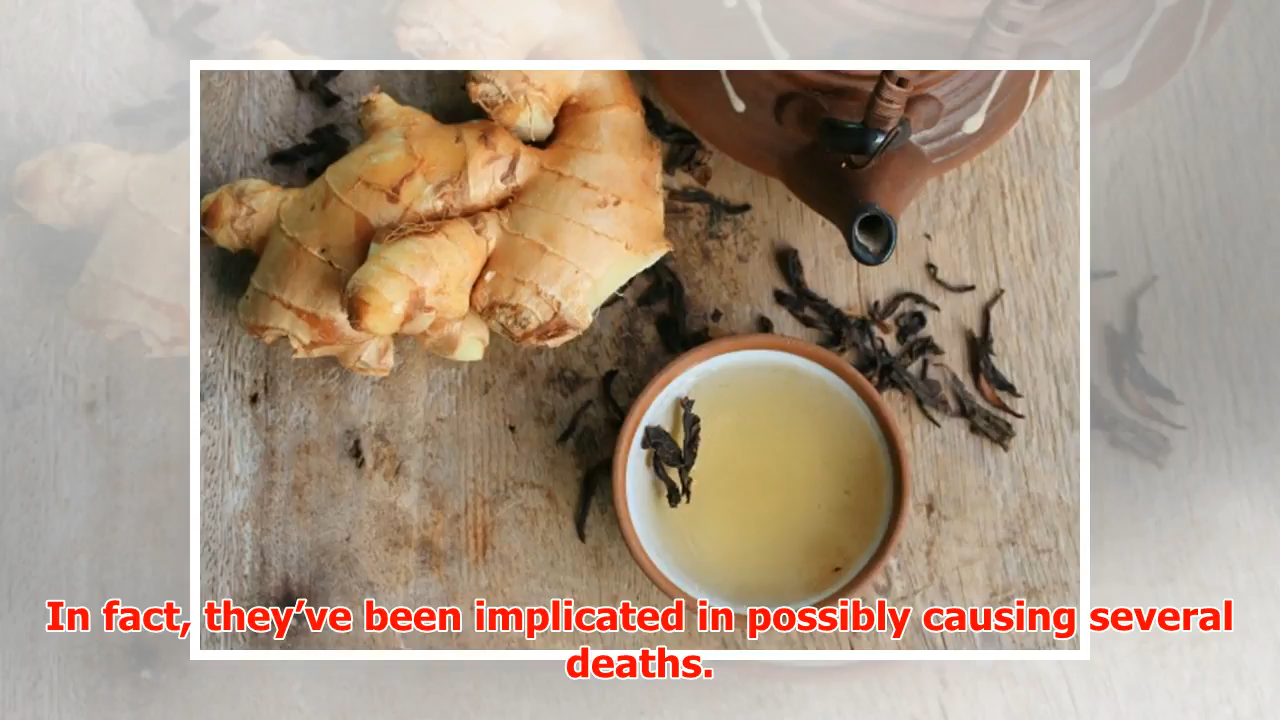 In fact, they’ve been implicated in possibly causing several
deaths.